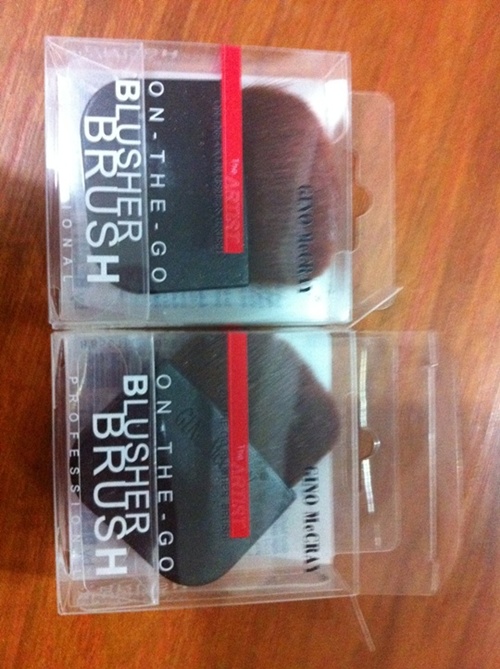 GINO McCRAY
The ARTIST
ON-THE-GO
BLUSHER
BRUSH
GINO McCRAY
The ARTIST
ON-THE-GO
BLUSHER
BRUSH
PROFESSIONAL